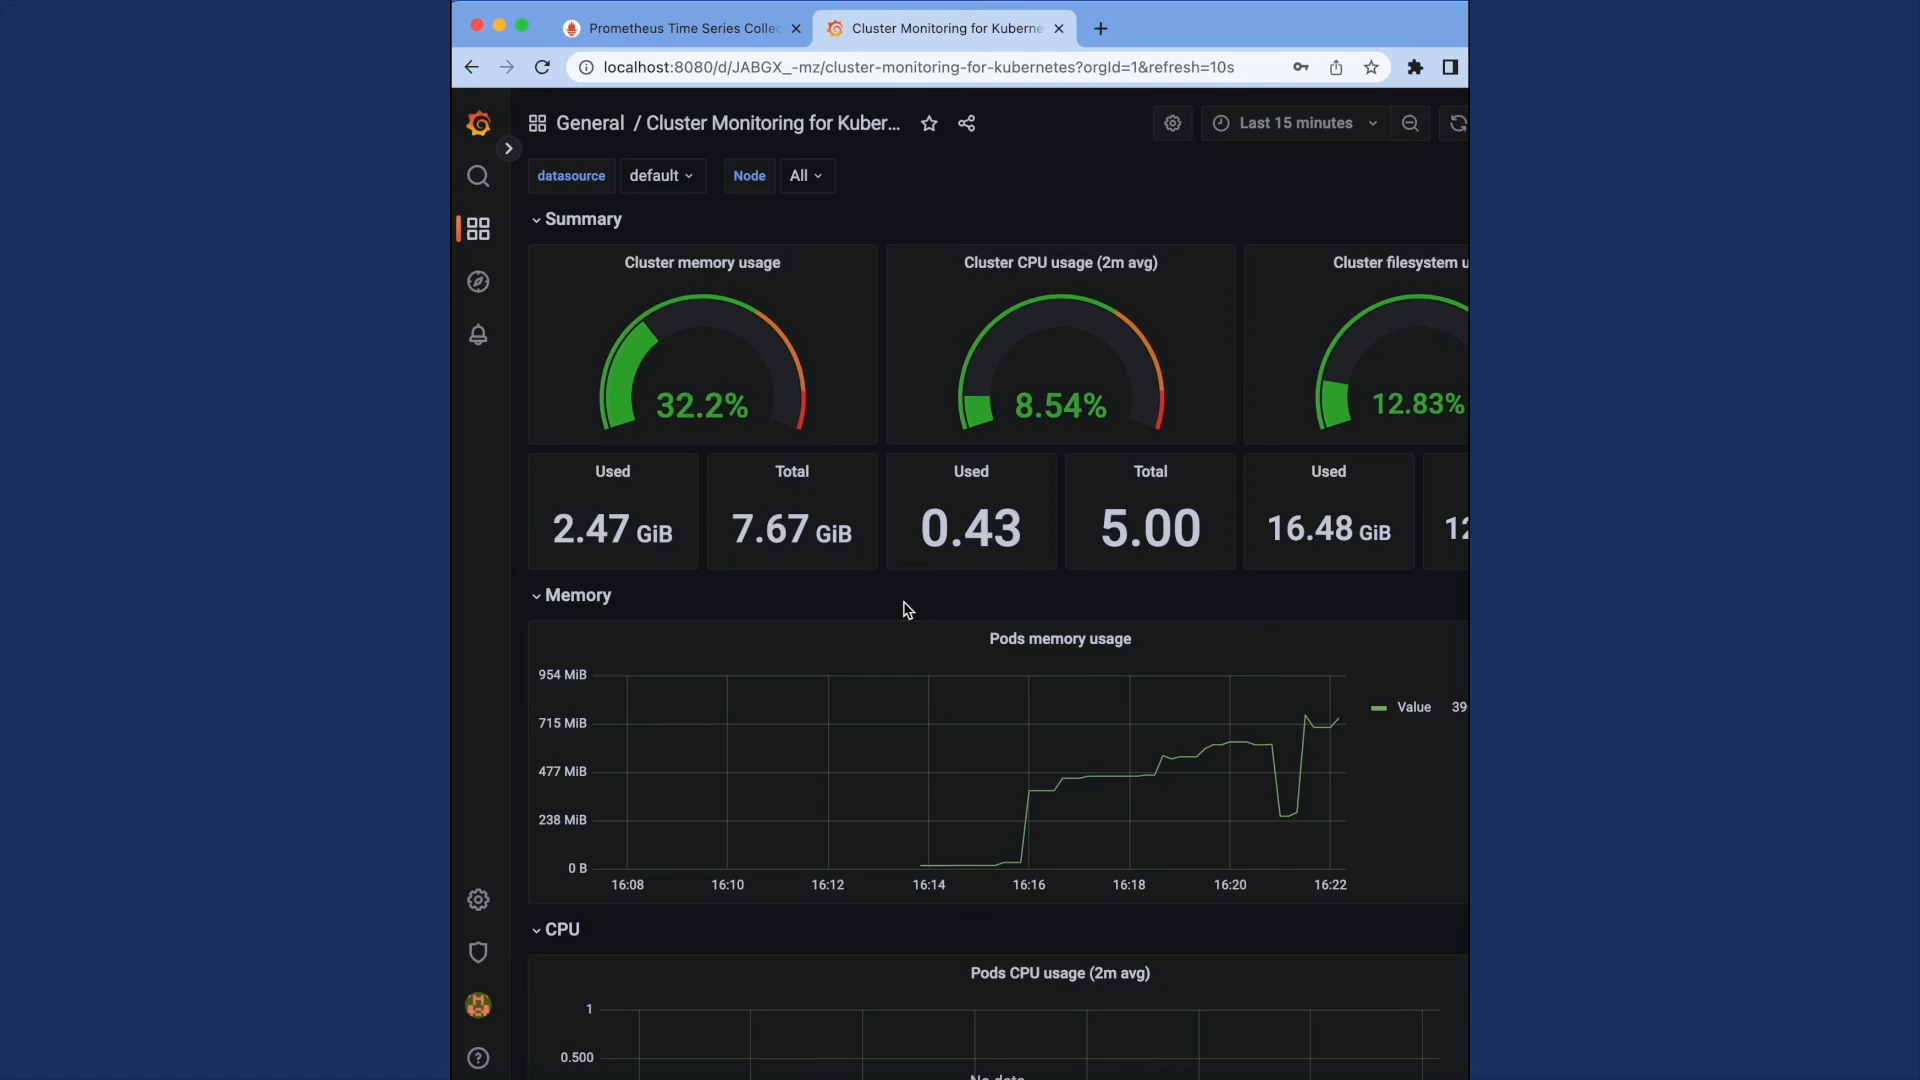 Prometheus Time Series Collec
Cluster Monitoring for Kuberne
localhost:8080/d/JABGX_-mz/cluster-monitoring-for-kubernetes?orgId=1&refresh=10s
General / Cluster Monitoring for Kuber...
Last 15 minutes
datasource default Node All
Summary
Cluster memory usage
Cluster CPU usage (2m avg)
Cluster filesystem u
32.2%
8.54%
12.83%
Used Total Used Total Used
2.47 GiB 7.67 GiB 0.43 5.00 16.48 GiB 12
Memory
Pods memory usage
954 MiB
715 MiB
477 MiB
238 MiB
0 B
16:08 16:10 16:12 16:14 16:16 16:18 16:20 16:22
Value 39
CPU
Pods CPU usage (2m avg)
1
0.500
No data